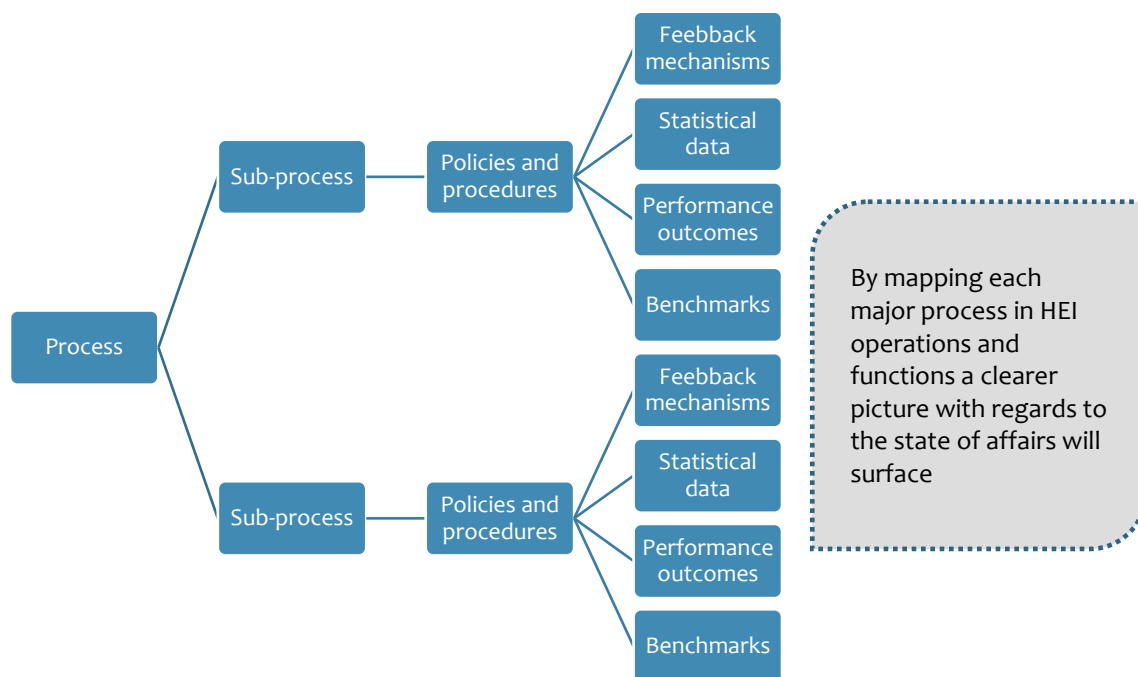 Process
Sub-process
Policies and
procedures
Feebback
mechanisms
Statistical
data
Performance
outcomes
Benchmarks
Sub-process
Policies and
procedures
Feebback
mechanisms
Statistical
data
Performance
outcomes
Benchmarks
By mapping each
major process in HEI
operations and
functions a clearer
picture with regards to
the state of affairs will
surface